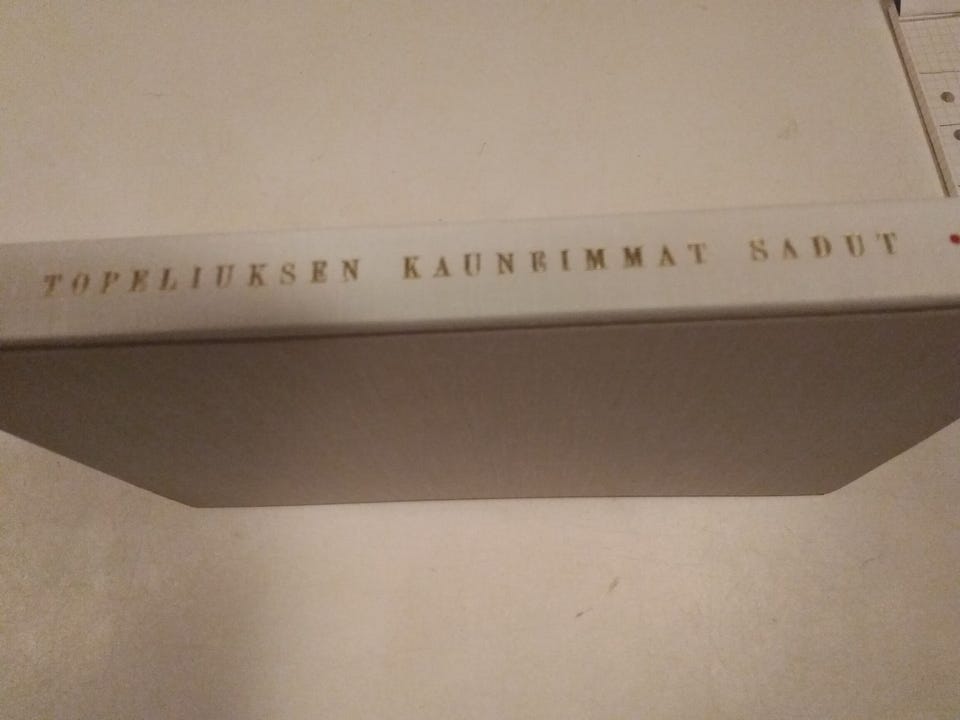 TOPELIUKSEN KAUNEIMMAT SADUT